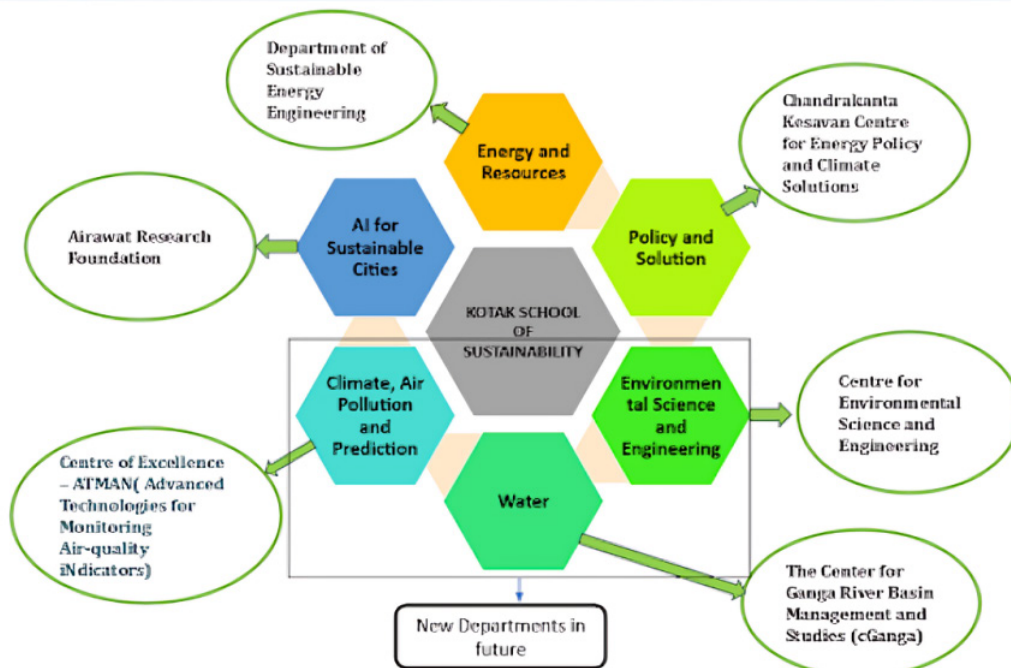 Department of
Sustainable
Energy
Engineering
Energy and
Resources
Chandrakanta
Kesavan Centre
for Energy Policy
and Climate
Solutions
AI for
Sustainable
Cities
Policy and
Solution
Airawat Research
Foundation
KOTAK SCHOOL
OF
SUSTAINABILITY
Climate, Air
Pollution
and
Prediction
Environmen
tal Science
and
Engineering
Centre for
Environmental
Science and
Engineering
Centre of Excellence
– ATMAN( Advanced
Technologies for
Monitoring
Air-quality
iNdicators)
Water
The Center for
Ganga River Basin
Management and
Studies (cGanga)
New Departments in
future